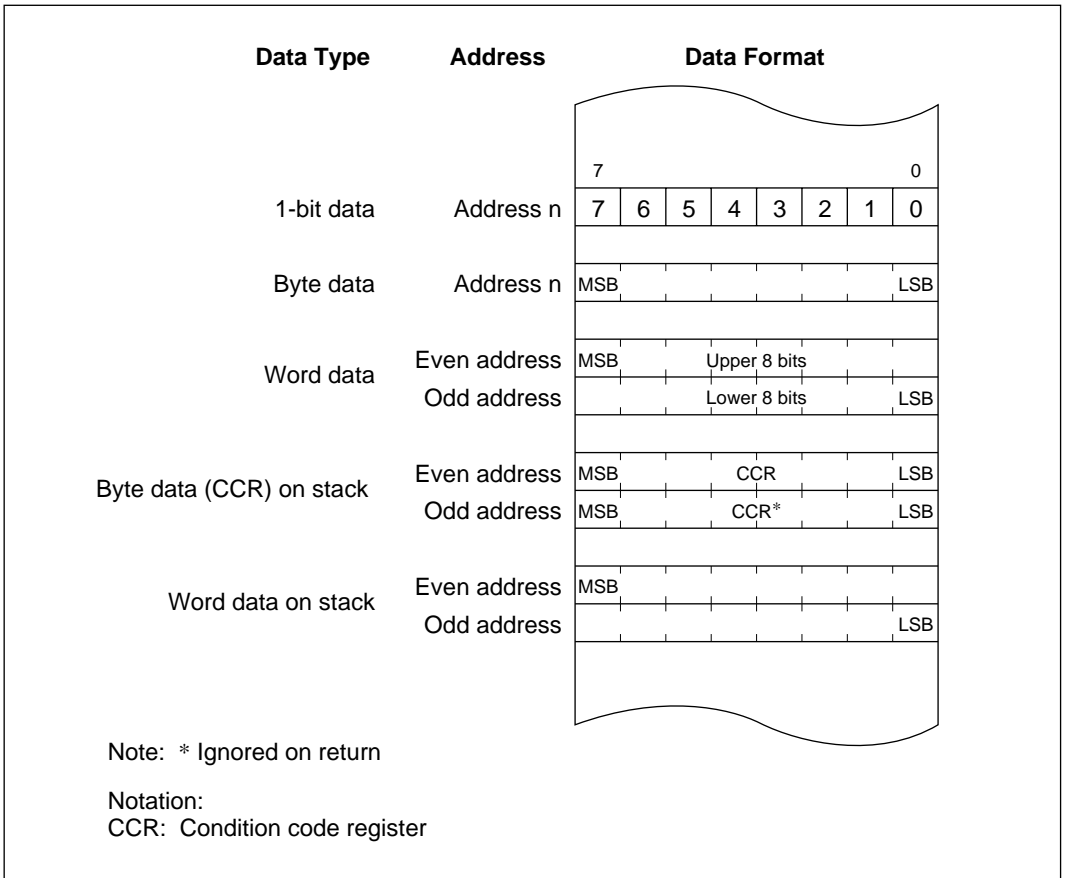 Data Type Address Data Format
7 0
1-bit data Address n 7 6 5 4 3 2 1 0
Byte data Address n MSB LSB
Word data
Even address MSB Upper 8 bits
Odd address Lower 8 bits LSB
Byte data (CCR) on stack
Even address MSB CCR LSB
Odd address MSB CCR* LSB
Word data on stack
Even address MSB
Odd address LSB
Note: * Ignored on return
Notation:
CCR: Condition code register